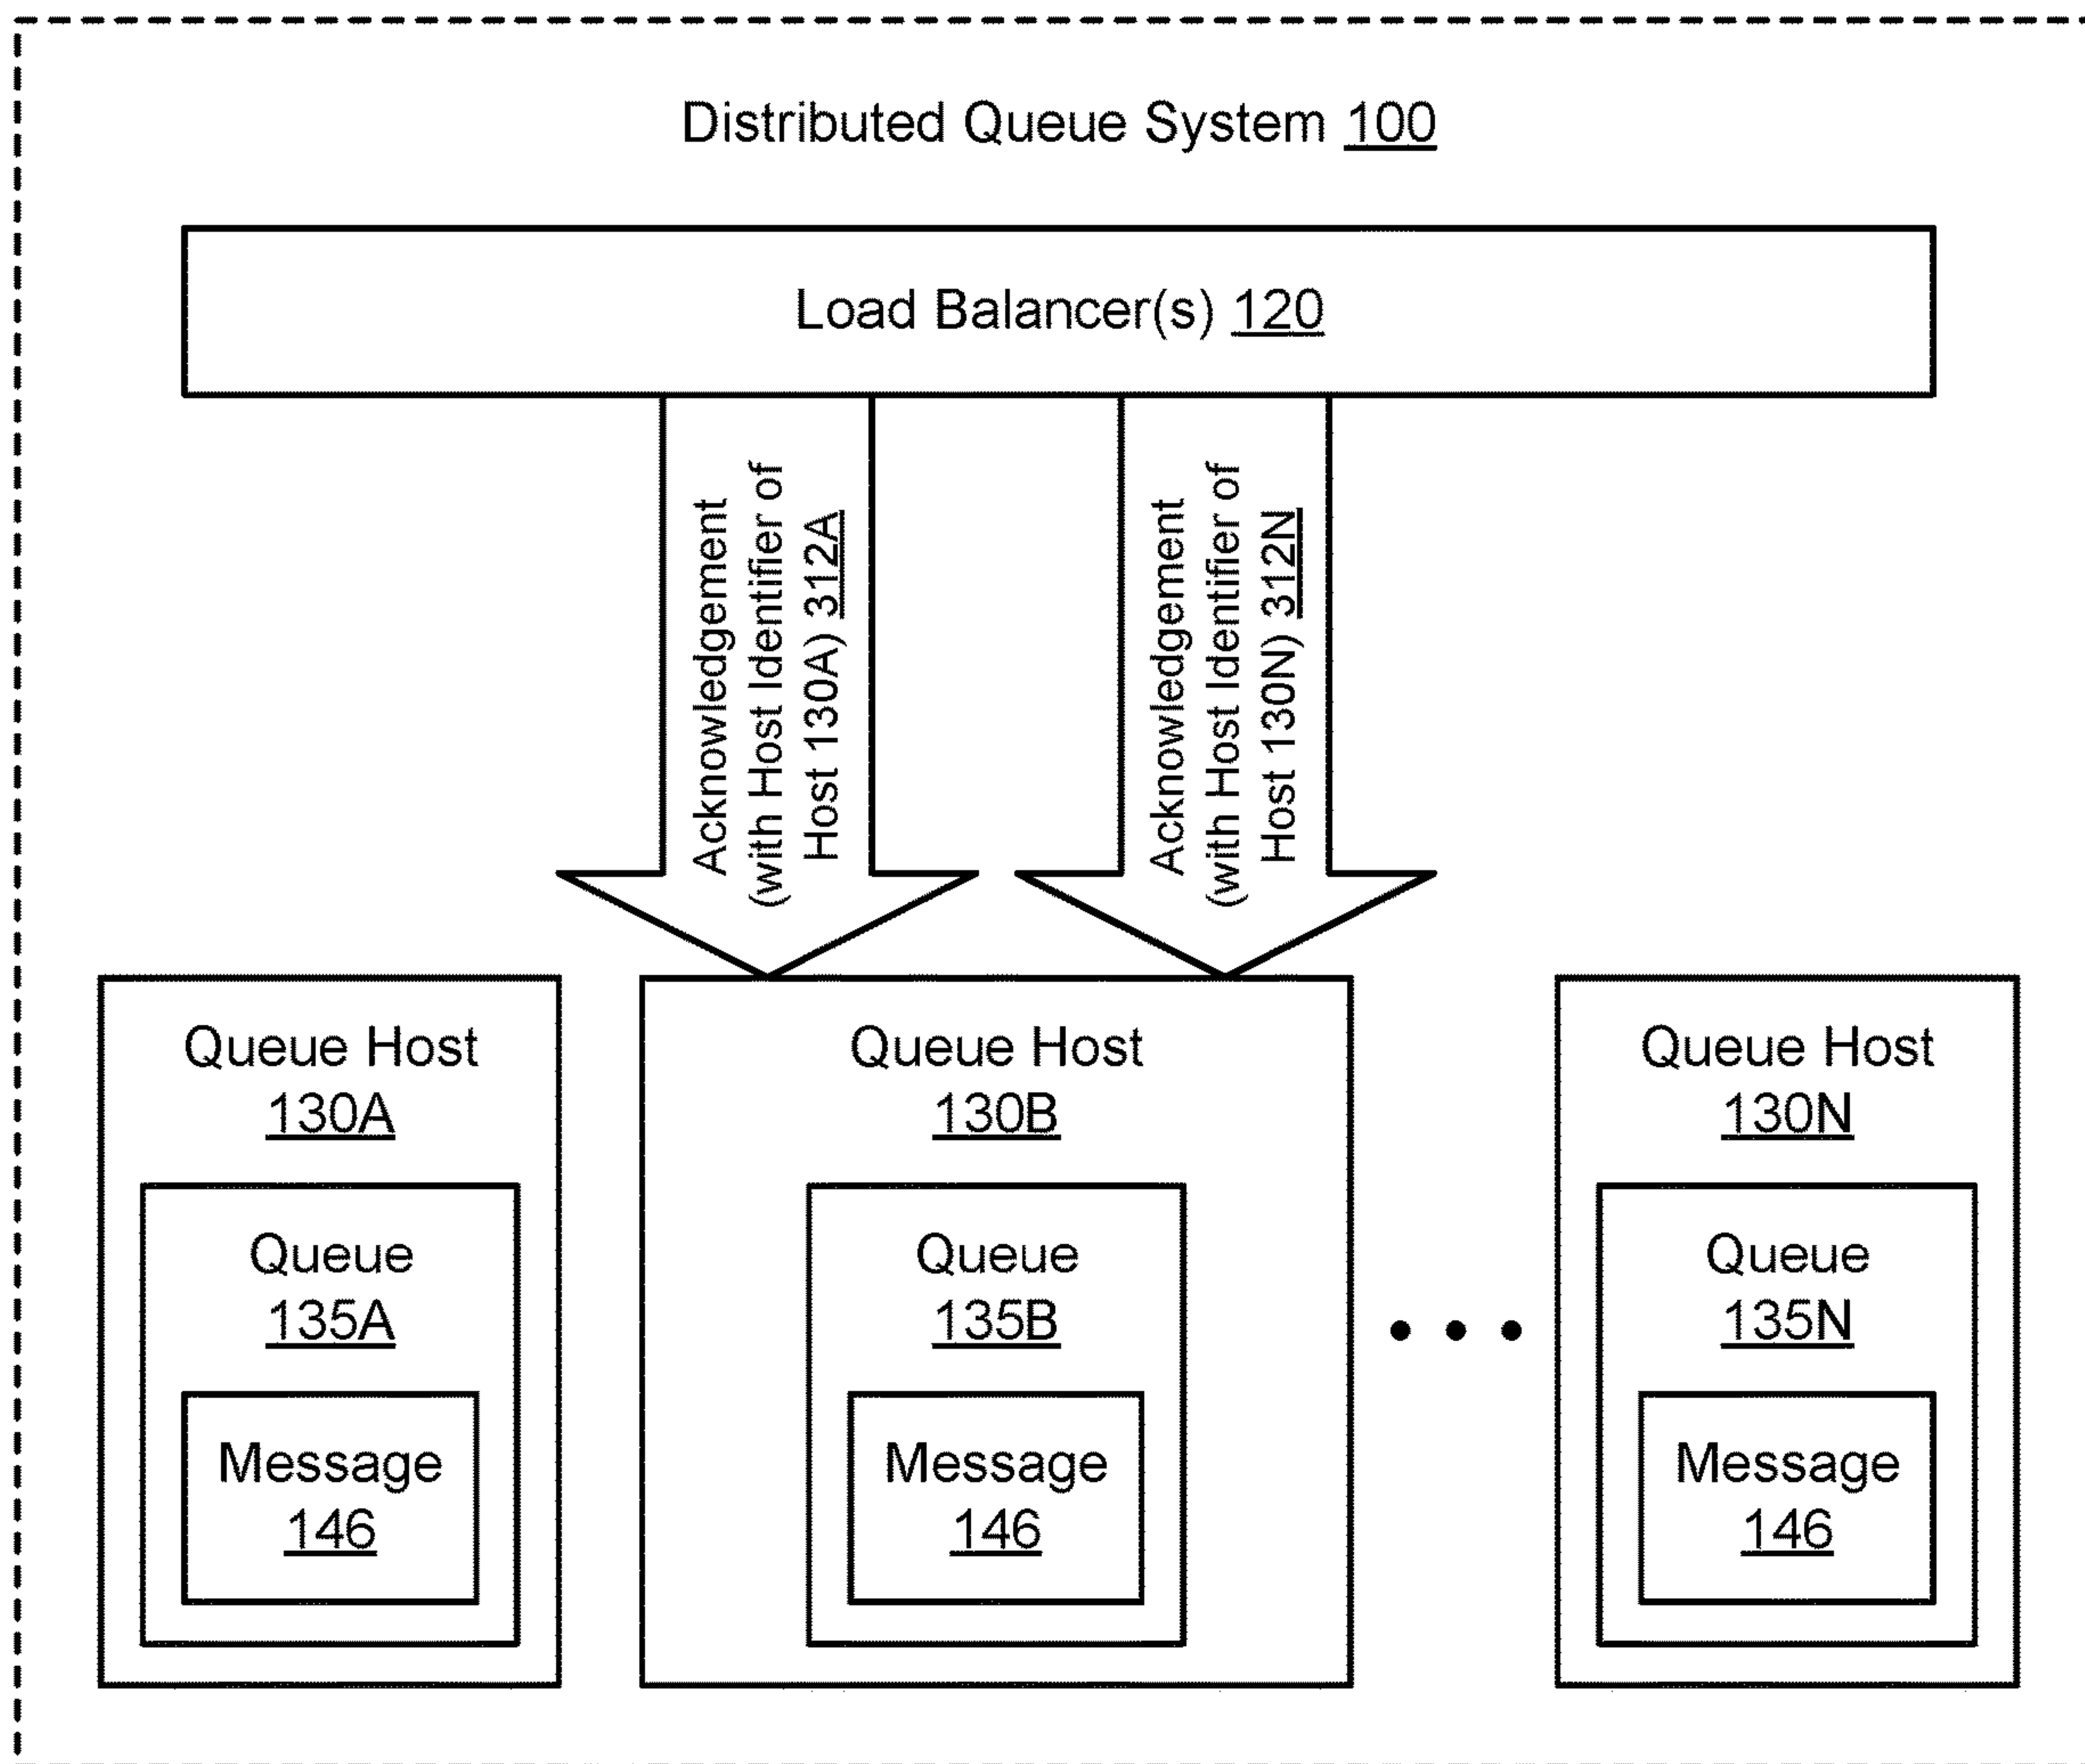 Distributed Queue System 100
Load Balancer(s) 120
Acknowledgement
(with Host Identifier of
Host 130A) 312A
Acknowledgement
(with Host Identifier of
Host 130N) 312N
Queue Host
130A
Queue
135A
Message
146
Queue Host
130B
Queue
135B
Message
146
Queue Host
130N
Queue
135N
Message
146